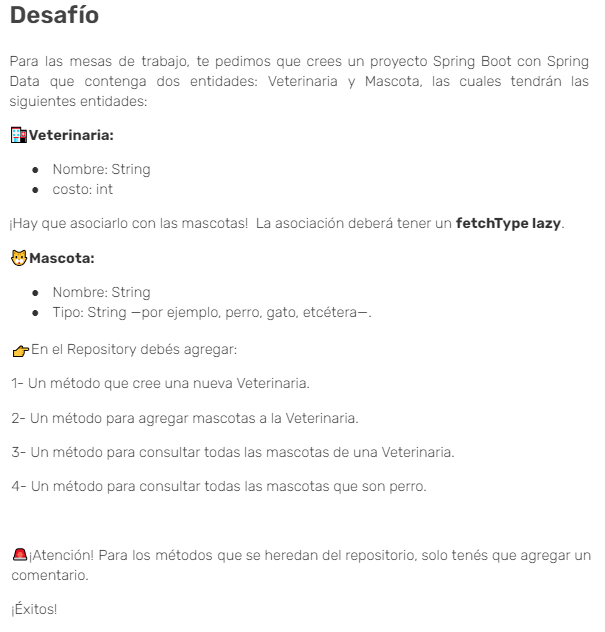 Desafío
Para las mesas de trabajo, te pedimos que crees un proyecto Spring Boot con Spring
Data que contenga dos entidades: Veterinaria y Mascota, las cuales tendrán las
siguientes entidades:
Veterinaria:
● Nombre: String
● costo: int
¡Hay que asociarlo con las mascotas! La asociación deberá tener un fetchType lazy.
Mascota:
● Nombre: String
● Tipo: String —por ejemplo, perro, gato, etcétera—.
En el Repository debés agregar:
1- Un método que cree una nueva Veterinaria.
2- Un método para agregar mascotas a la Veterinaria.
3- Un método para consultar todas las mascotas de una Veterinaria.
4- Un método para consultar todas las mascotas que son perro.
¡Atención! Para los métodos que se heredan del repositorio, solo tenés que agregar un
comentario.
¡Éxitos!